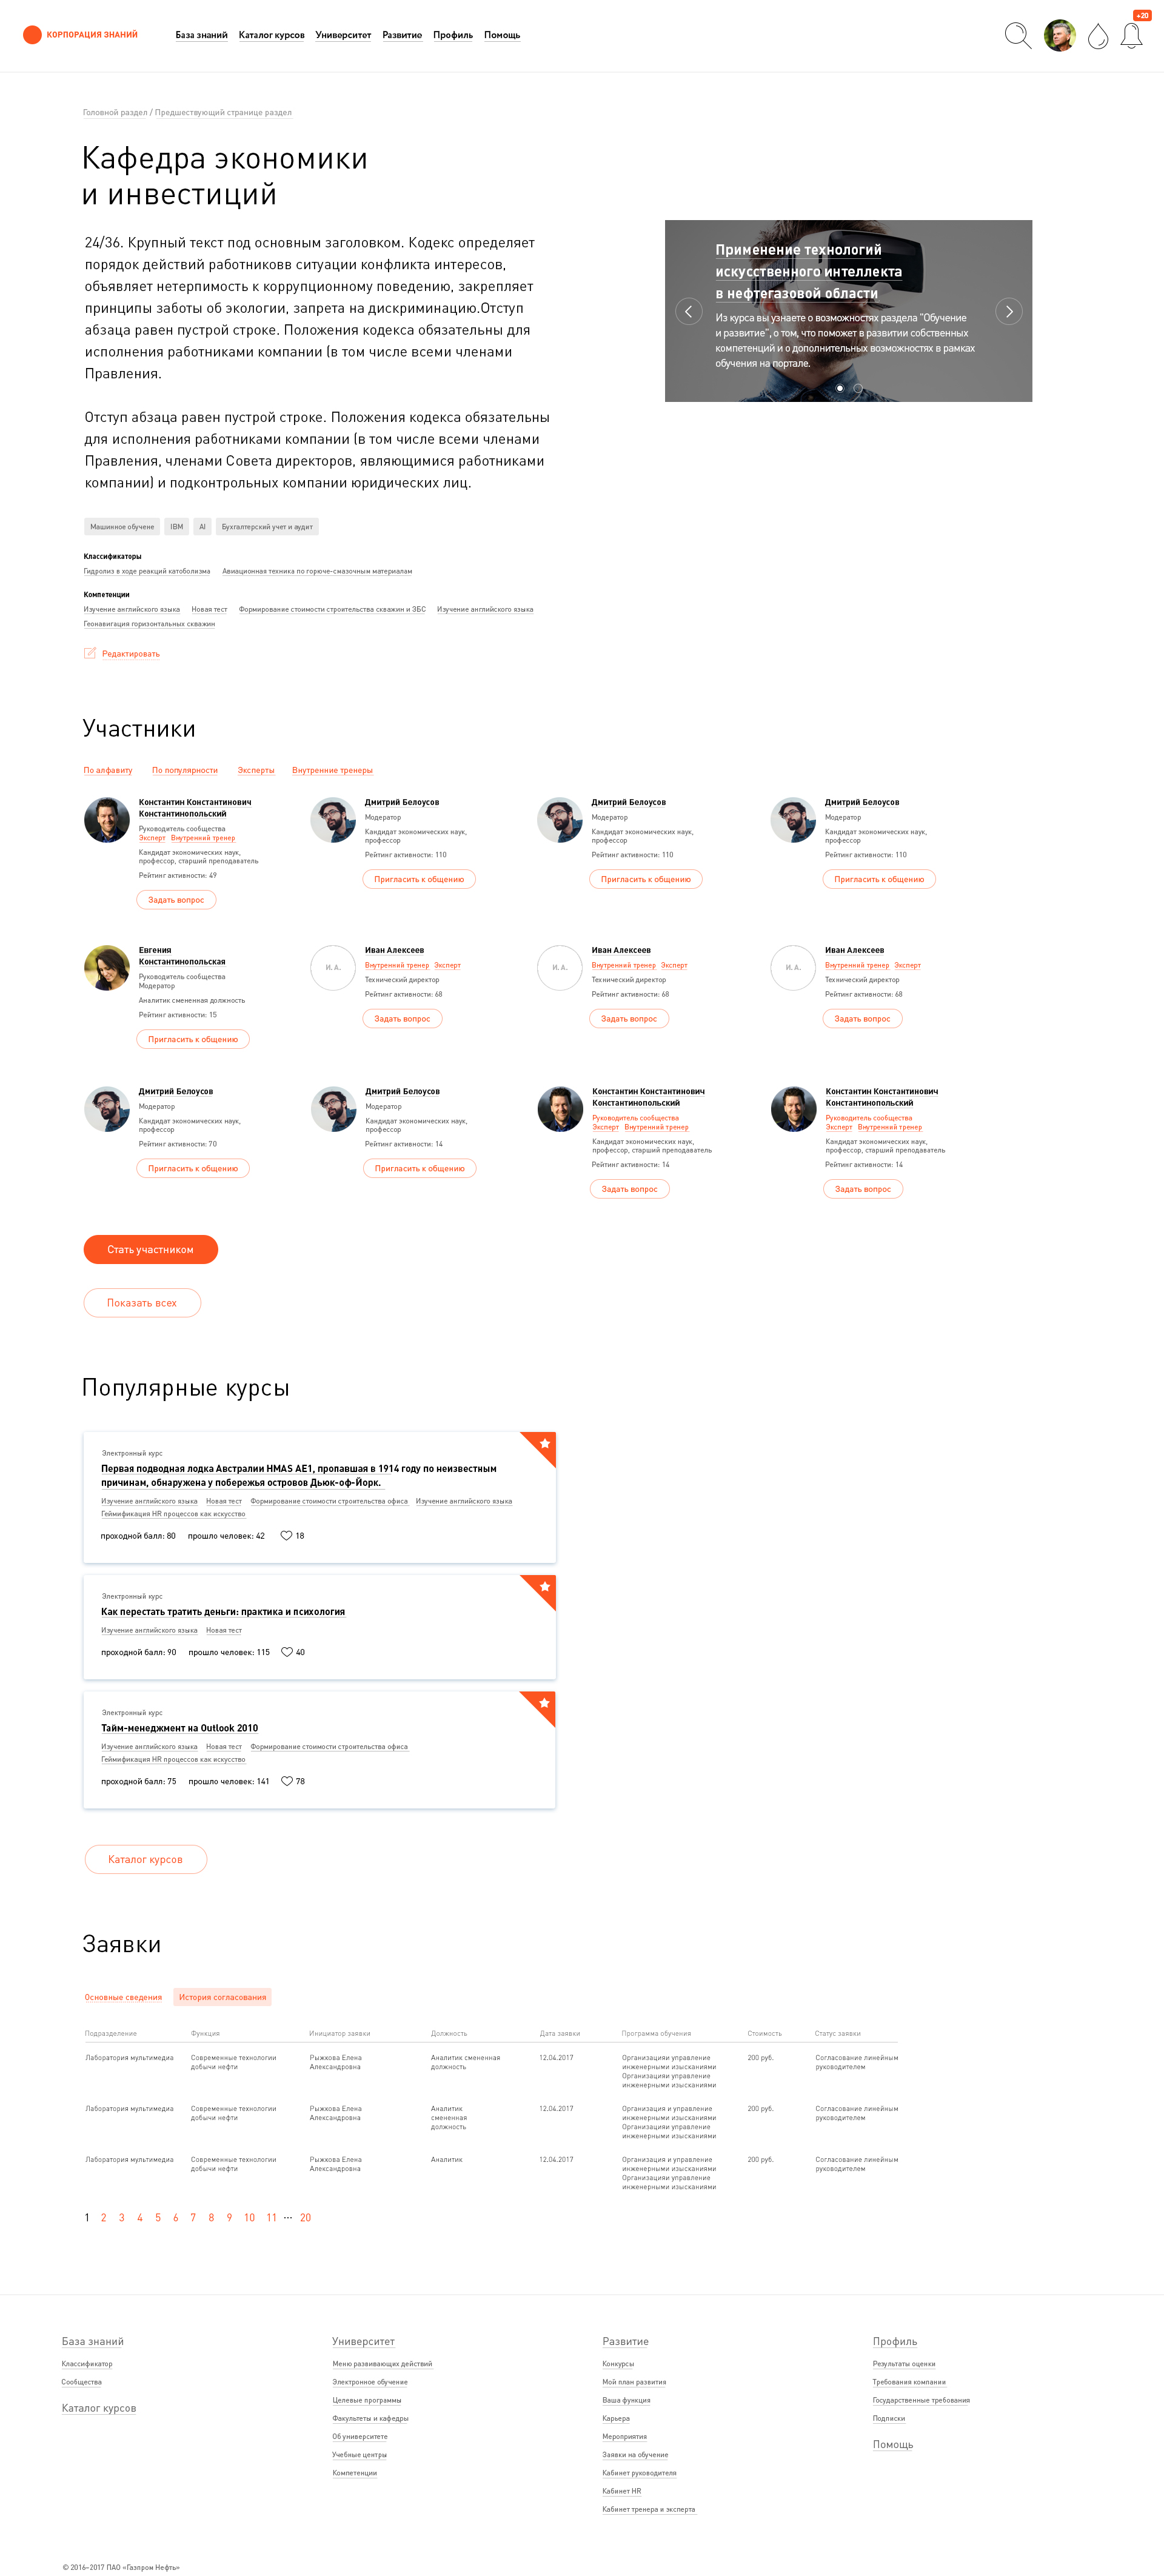 КОРПОРАЦИЯ ЗНАНИЙ
База знаний Каталог курсов Университет Развитие Профиль Помощь
+20
Головной раздел / Предшествующий странице раздел
Кафедра экономики
и инвестиций
24/36. Крупный текст под основным заголовком. Кодекс определяет
порядок действий работниковв ситуации конфликта интересов,
объявляет нетерпимость к коррупционному поведению, закрепляет
принципы заботы об экологии, запрета на дискриминацию.Отступ
абзаца равен пустрой строке. Положения кодекса обязательны для
исполнения работниками компани (в том числе всеми членами
Правления.
Отступ абзаца равен пустрой строке. Положения кодекса обязательны
для исполнения работниками компании (в том числе всеми членами
Правления, членами Совета директоров, являющимися работниками
компании) и подконтрольных компании юридических лиц.
Применение технологий
искусственного интеллекта
в нефтегазовой области
Из курса вы узнаете о возможностях раздела "Обучение
и развитие", о том, что поможет в развитии собственных
компетенций и о дополнительных возможностях в рамках
обучения на портале.
Машинное обучене IBM AI Бухгалтерский учет и аудит
Классификаторы
Гидролиз в ходе реакций катоболизма Авиационная техника по горюче-смазочным материалам
Компетенции
Изучение английского языка Новая тест Формирование стоимости строительства скважин и ЗБС Изучение английского языка
Геонавигация горизонтальных скважин
Редактировать
Участники
По алфавиту По популярности Эксперты Внутренние тренеры
Константин Константинович
Константинопольский
Руководитель сообщества
Эксперт Внутренний тренер
Кандидат экономических наук,
профессор, старший преподаватель
Рейтинг активности: 49
Задать вопрос
Дмитрий Белоусов
Модератор
Кандидат экономических наук,
профессор
Рейтинг активности: 110
Пригласить к общению
Дмитрий Белоусов
Модератор
Кандидат экономических наук,
профессор
Рейтинг активности: 110
Пригласить к общению
Дмитрий Белоусов
Модератор
Кандидат экономических наук,
профессор
Рейтинг активности: 110
Пригласить к общению
Евгения
Константинопольская
Руководитель сообщества
Модератор
Аналитик смененная должность
Рейтинг активности: 15
Пригласить к общению
И. А.
Иван Алексеев
Внутренний тренер Эксперт
Технический директор
Рейтинг активности: 68
Задать вопрос
И. А.
Иван Алексеев
Внутренний тренер Эксперт
Технический директор
Рейтинг активности: 68
Задать вопрос
И. А.
Иван Алексеев
Внутренний тренер Эксперт
Технический директор
Рейтинг активности: 68
Задать вопрос
Дмитрий Белоусов
Модератор
Кандидат экономических наук,
профессор
Рейтинг активности: 70
Пригласить к общению
Дмитрий Белоусов
Модератор
Кандидат экономических наук,
профессор
Рейтинг активности: 14
Пригласить к общению
Константин Константинович
Константинопольский
Руководитель сообщества
Эксперт Внутренний тренер
Кандидат экономических наук,
профессор, старший преподаватель
Рейтинг активности: 14
Задать вопрос
Константин Константинович
Константинопольский
Руководитель сообщества
Эксперт Внутренний тренер
Кандидат экономических наук,
профессор, старший преподаватель
Рейтинг активности: 14
Задать вопрос
Стать участником
Показать всех
Популярные курсы
Электронный курс
Первая подводная лодка Австралии HMAS AE1, пропавшая в 1914 году по неизвестным
причинам, обнаружена у побережья островов Дьюк-оф-Йорк.
Изучение английского языка Новая тест Формирование стоимости строительства офиса Изучение английского языка
Геймификация HR процессов как искусство
проходной балл: 80 прошло человек: 42 18
Электронный курс
Как перестать тратить деньги: практика и психология
Изучение английского языка Новая тест
проходной балл: 90 прошло человек: 115 40
Электронный курс
Тайм-менеджмент на Outlook 2010
Изучение английского языка Новая тест Формирование стоимости строительства офиса
Геймификация HR процессов как искусство
проходной балл: 75 прошло человек: 141 78
Каталог курсов
Заявки
Основные сведения История согласования
Подразделение Функция Инициатор заявки Должность Дата заявки Программа обучения Стоимость Статус заявки
Лаборатория мультимедиа Современные технологии Рыжкова Елена Аналитик смененная 12.04.2017 Организацияи управление 200 руб. Согласование линейным
добычи нефти Александровна должность инженерными изысканиями руководителем
Организацияи управление
инженерными изысканиями
Лаборатория мультимедиа Современные технологии Рыжкова Елена Аналитик 12.04.2017 Организация и управление 200 руб. Согласование линейным
добычи нефти Александровна смененная инженерными изысканиями руководителем
должность Организацияи управление
инженерными изысканиями
Лаборатория мультимедиа Современные технологии Рыжкова Елена Аналитик 12.04.2017 Организация и управление 200 руб. Согласование линейным
добычи нефти Александровна инженерными изысканиями руководителем
Организацияи управление
инженерными изысканиями
1 2 3 4 5 6 7 8 9 10 11 ... 20
База знаний
Классификатор
Сообщества
Каталог курсов
Университет
Меню развивающих действий
Электронное обучение
Целевые программы
Факультеты и кафедры
Об университете
Учебные центры
Компетенции
Развитие
Конкурсы
Мой план развития
Ваша функция
Карьера
Мероприятия
Заявки на обучение
Кабинет руководителя
Кабинет HR
Кабинет тренера и эксперта
Профиль
Результаты оценки
Требования компании
Государственные требования
Подписки
Помощь
© 2016–2017 ПАО «Газпром Нефть»